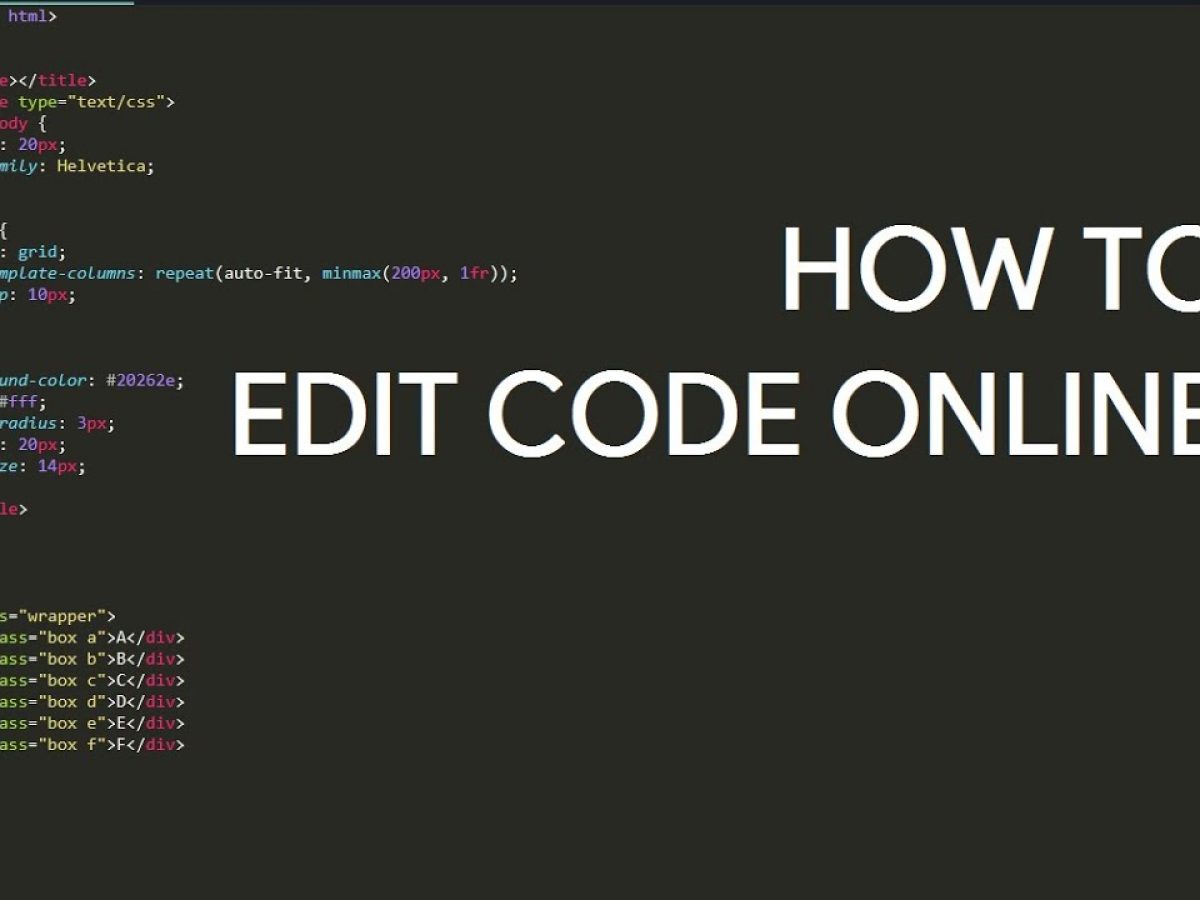 html>
e></title>
e type="text/css">
ody {
: 20px;
mily: Helvetica;
{
: grid;
mplate-columns: repeat(auto-fit, minmax(200px, 1fr));
p: 10px;
und-color: #20262e;
#fff;
radius: 3px;
: 20px;
ze: 14px;
le>
s="wrapper">
ass="box a">A</div>
ass="box b">B</div>
ass="box c">C</div>
ass="box d">D</div>
ass="box e">E</div>
ass="box f">F</div>
HOW TO
EDIT CODE ONLINE